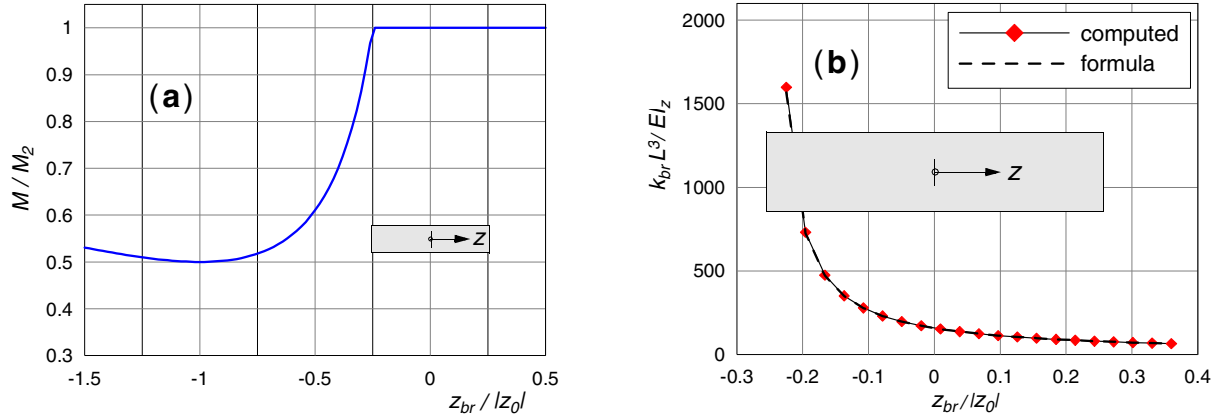 1
0.9
0.8
0.7
0.6
0.5
0.4
0.3
M / M2
(a)
z
-1.5
-1
-0.5
0
0.5
zbr / |z0|
2000
1500
1000
500
0
kbr L3/ EIz
(b)
computed
formula
z
-0.3
-0.2
-0.1
0
0.1
0.2
0.3
0.4
zbr / |z0|